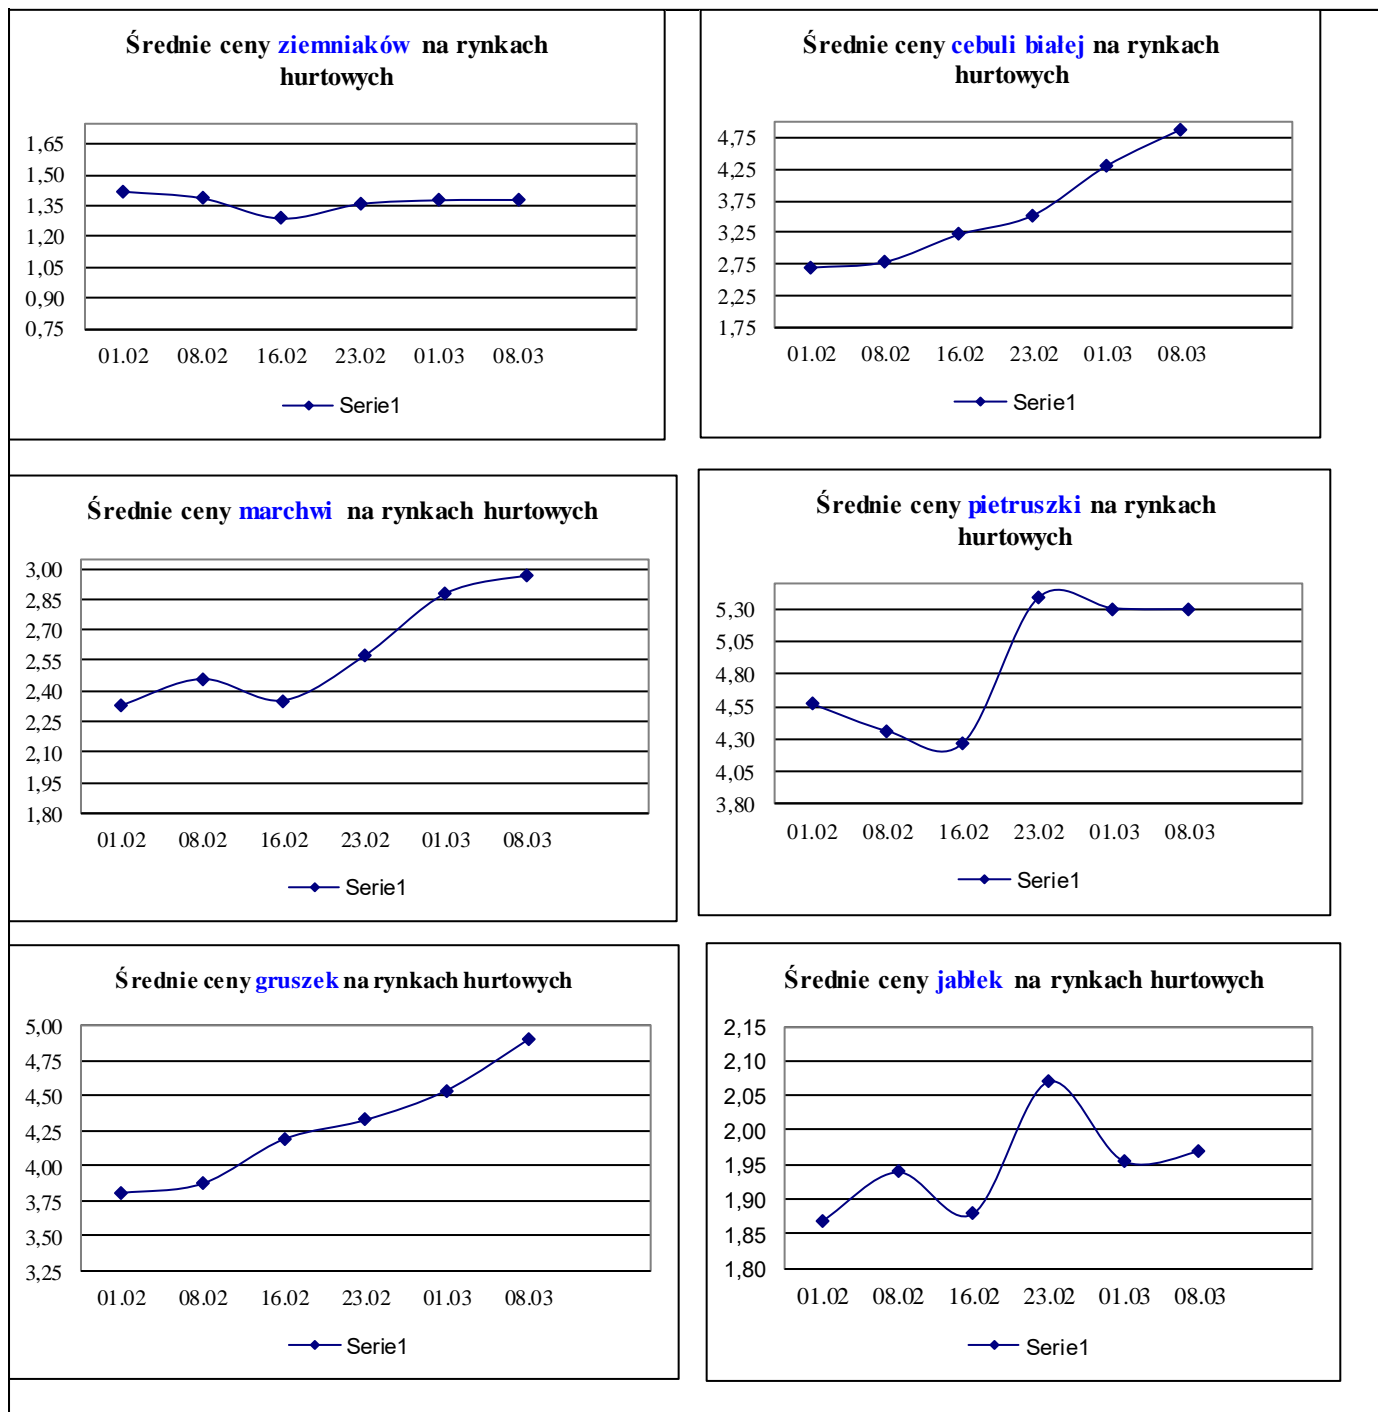 Średnie ceny ziemniaków na rynkach
hurtowych
1,65
1,50
1,35
1,20
1,05
0,90
0,75
01.02 08.02 16.02 23.02 01.03 08.03
Serie1
Średnie ceny cebuli białej na rynkach
hurtowych
4,75
4,25
3,75
3,25
2,75
2,25
1,75
01.02 08.02 16.02 23.02 01.03 08.03
Serie1
Średnie ceny marchwi na rynkach hurtowych
3,00
2,85
2,70
2,55
2,40
2,25
2,10
1,95
1,80
01.02 08.02 16.02 23.02 01.03 08.03
Serie1
Średnie ceny pietruszki na rynkach
hurtowych
5,30
5,05
4,80
4,55
4,30
4,05
3,80
01.02 08.02 16.02 23.02 01.03 08.03
Serie1
Średnie ceny gruszek na rynkach hurtowych
5,00
4,75
4,50
4,25
4,00
3,75
3,50
3,25
01.02 08.02 16.02 23.02 01.03 08.03
Serie1
Średnie ceny jabłek na rynkach hurtowych
2,15
2,10
2,05
2,00
1,95
1,90
1,85
1,80
01.02 08.02 16.02 23.02 01.03 08.03
Serie1